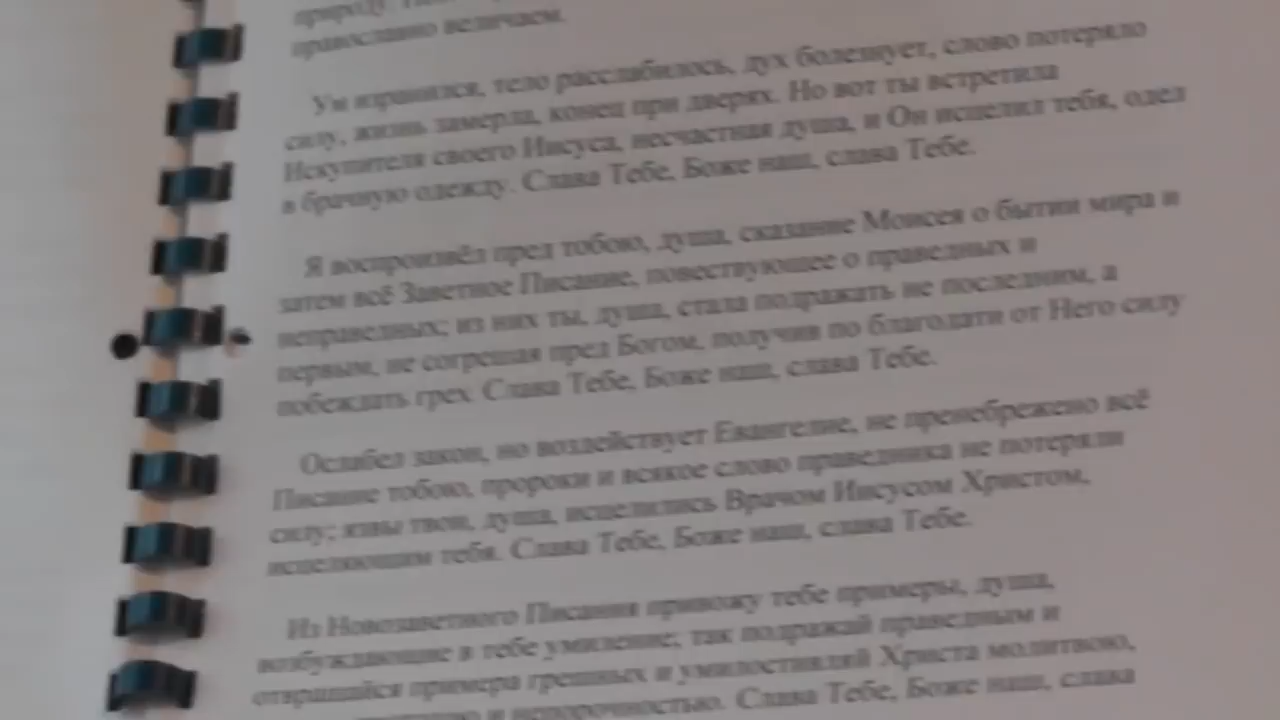 природу.
православно величаем.
Ум изранился, тело расслабилось, дух болезнует, слово потеряло
силу, жизнь замерла, конец при дверях. Но вот ты встретила
Искупителя своего Иисуса, несчастная душа, и Он исцелил тебя, одел
в брачную одежду. Слава Тебе, Боже наш, слава Тебе.
Я воспроизвёл пред тобою, душа, сказание Моисея о бытии мира и
затем всё Заветное Писание, повествующее о праведных и
неправедных; из них ты, душа, стала подражать не последним, а
первым, не согрешая пред Богом, получив по благодати от Него силу
побеждать грех. Слава Тебе, Боже наш, слава Тебе.
Ослабел закон, но воздействует Евангелие, не пренебрежено всё
Писание тобою, пророки и всякое слово праведника не потеряли
силу; язвы твои, душа, исцелились Врачом Иисусом Христом,
исцеляющим тебя. Слава Тебе, Боже наш, слава Тебе.
Из Новозаветного Писания привожу тебе примеры, душа,
возбуждающие в тебе умиление; так подражай праведным и
отвращайся примера грешных и умилостивляй Христа молитвою,
и непорочностью. Слава Тебе, Боже наш, слава